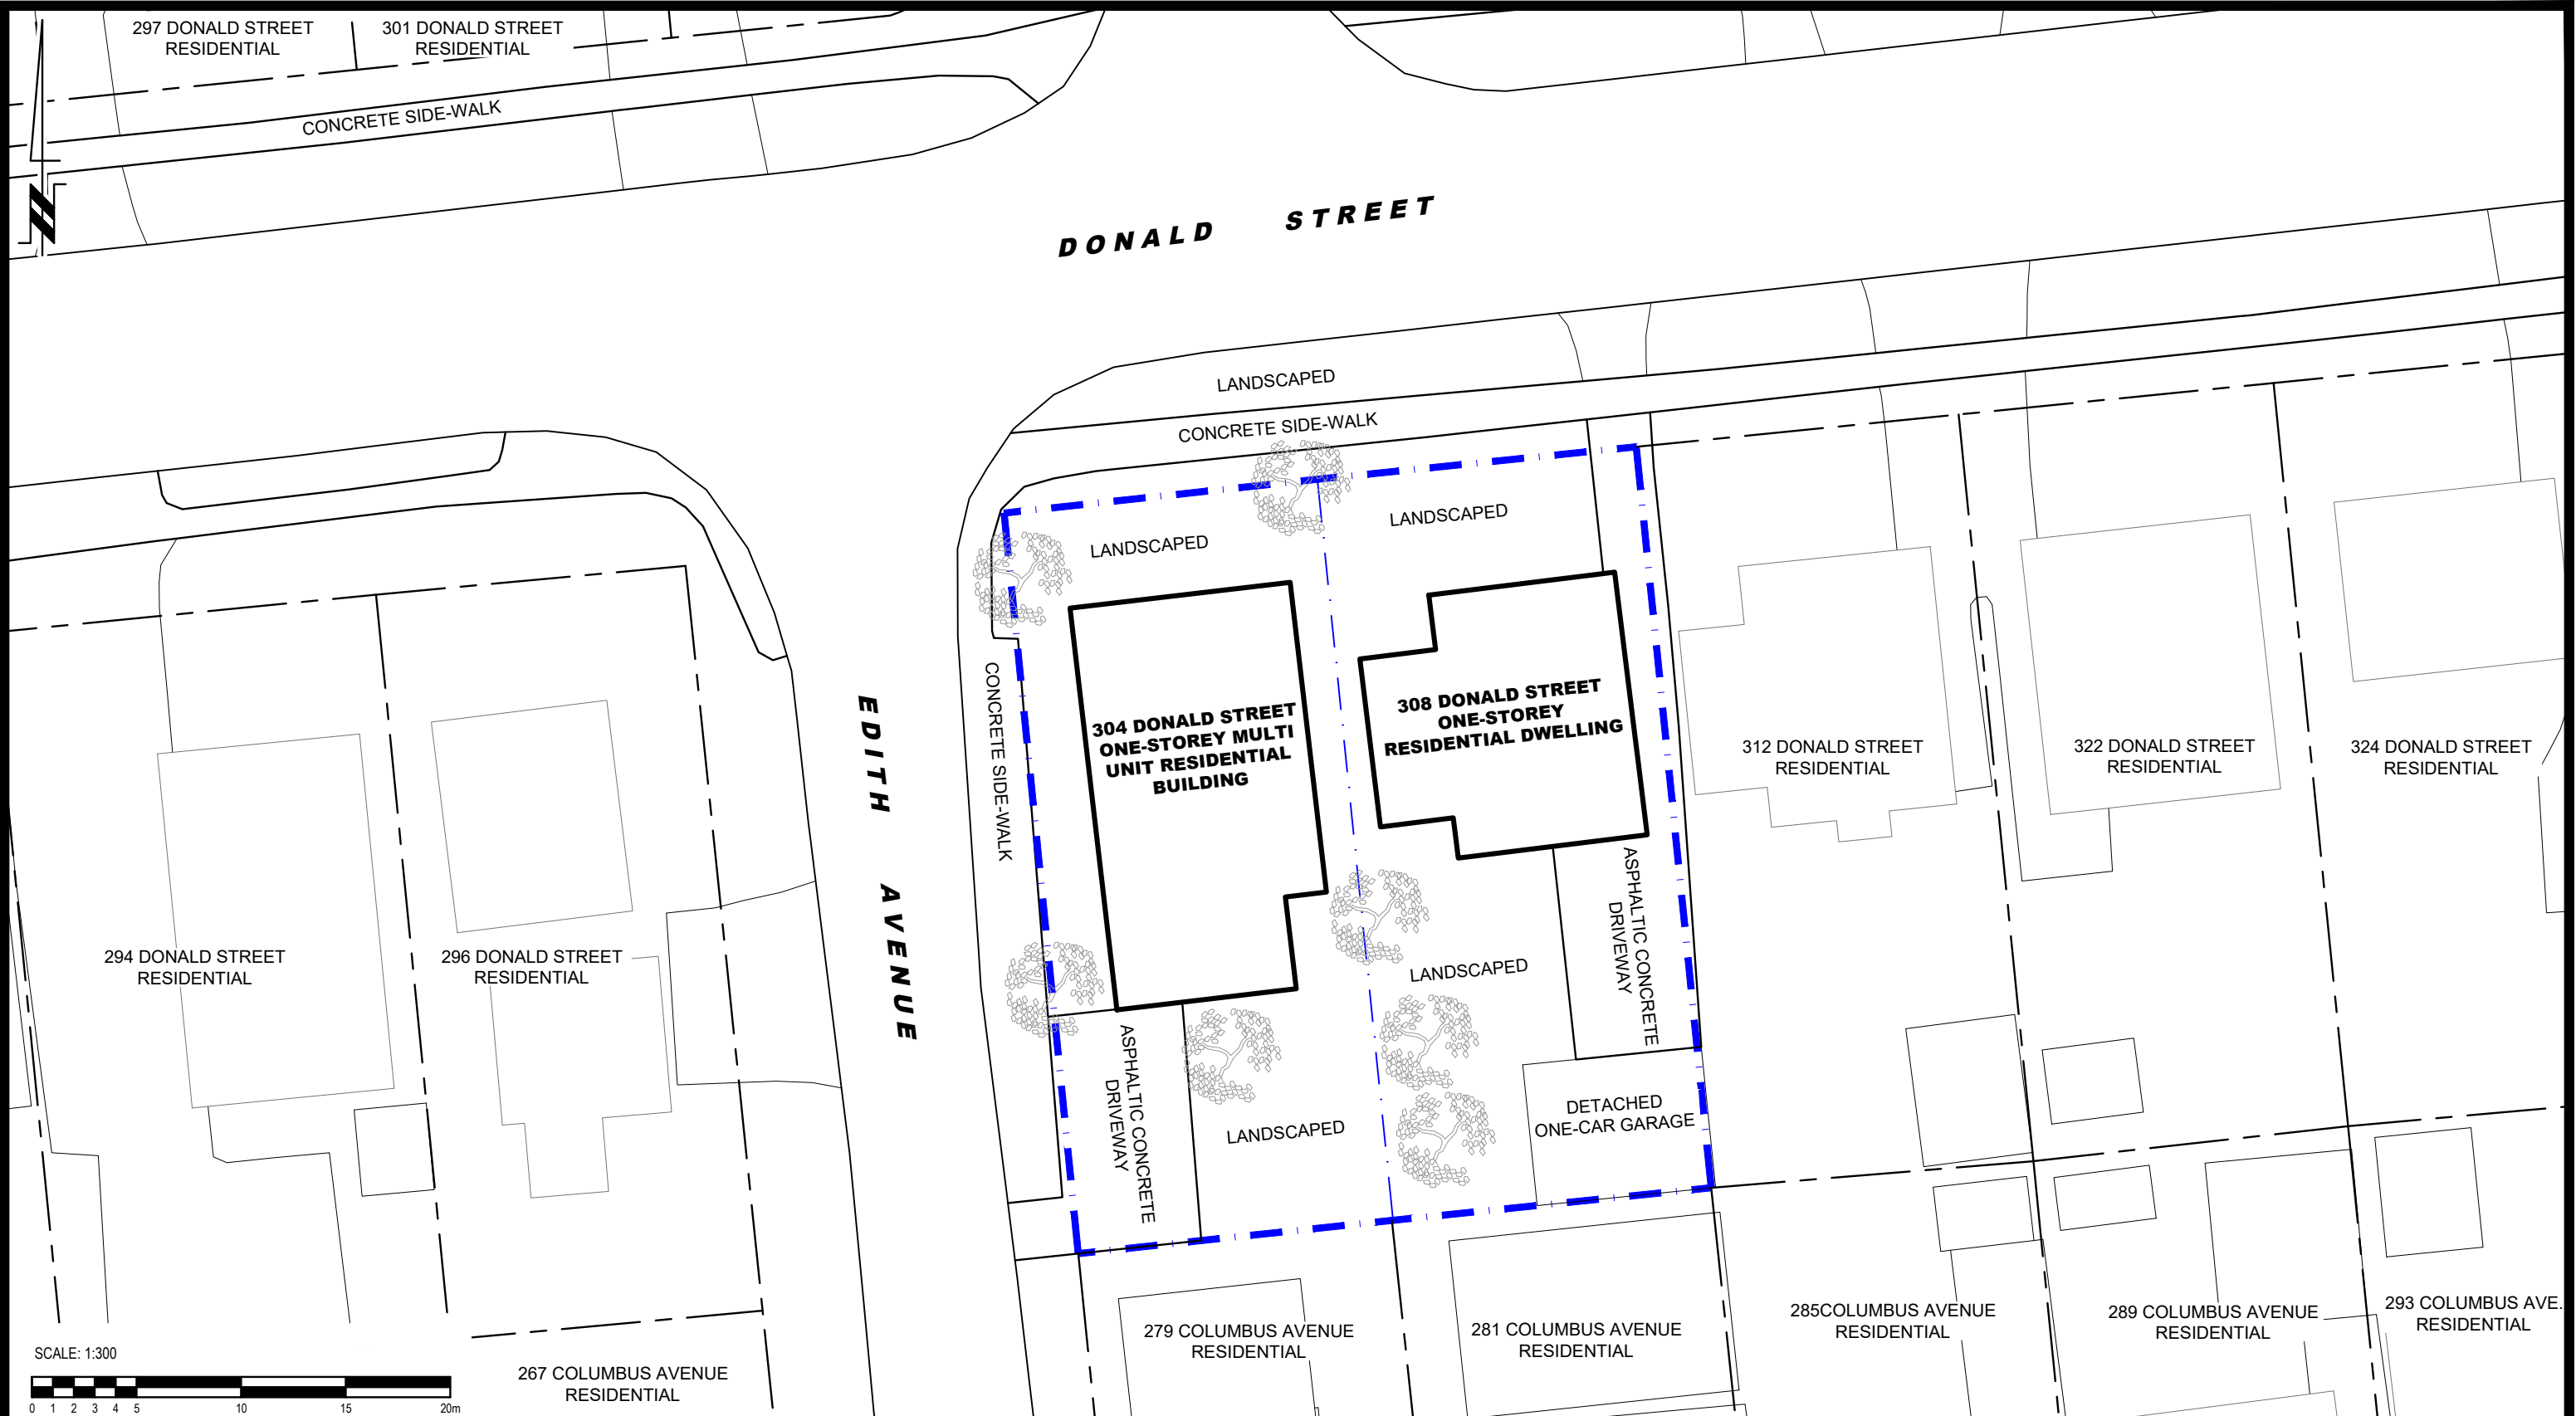 297 DONALD STREET
RESIDENTIAL
301 DONALD STREET
RESIDENTIAL
CONCRETE SIDE-WALK
N
DONALD STREET
LANDSCAPED
CONCRETE SIDE-WALK
LANDSCAPED
LANDSCAPED
EDITH AVENUE
CONCRETE SIDE-WALK
304 DONALD STREET
ONE-STOREY MULTI
UNIT RESIDENTIAL
BUILDING
308 DONALD STREET
ONE-STOREY
RESIDENTIAL DWELLING
312 DONALD STREET
RESIDENTIAL
322 DONALD STREET
RESIDENTIAL
324 DONALD STREET
RESIDENTIAL
294 DONALD STREET
RESIDENTIAL
296 DONALD STREET
RESIDENTIAL
LANDSCAPED
ASPHALTIC CONCRETE
DRIVEWAY
ASPHALTIC CONCRETE
DRIVEWAY
LANDSCAPED
DETACHED
ONE-CAR GARAGE
279 COLUMBUS AVENUE
RESIDENTIAL
281 COLUMBUS AVENUE
RESIDENTIAL
285COLUMBUS AVENUE
RESIDENTIAL
289 COLUMBUS AVENUE
RESIDENTIAL
293 COLUMBUS AVE.
RESIDENTIAL
267 COLUMBUS AVENUE
RESIDENTIAL
SCALE: 1:300
0 1 2 3 4 5 10 15 20m